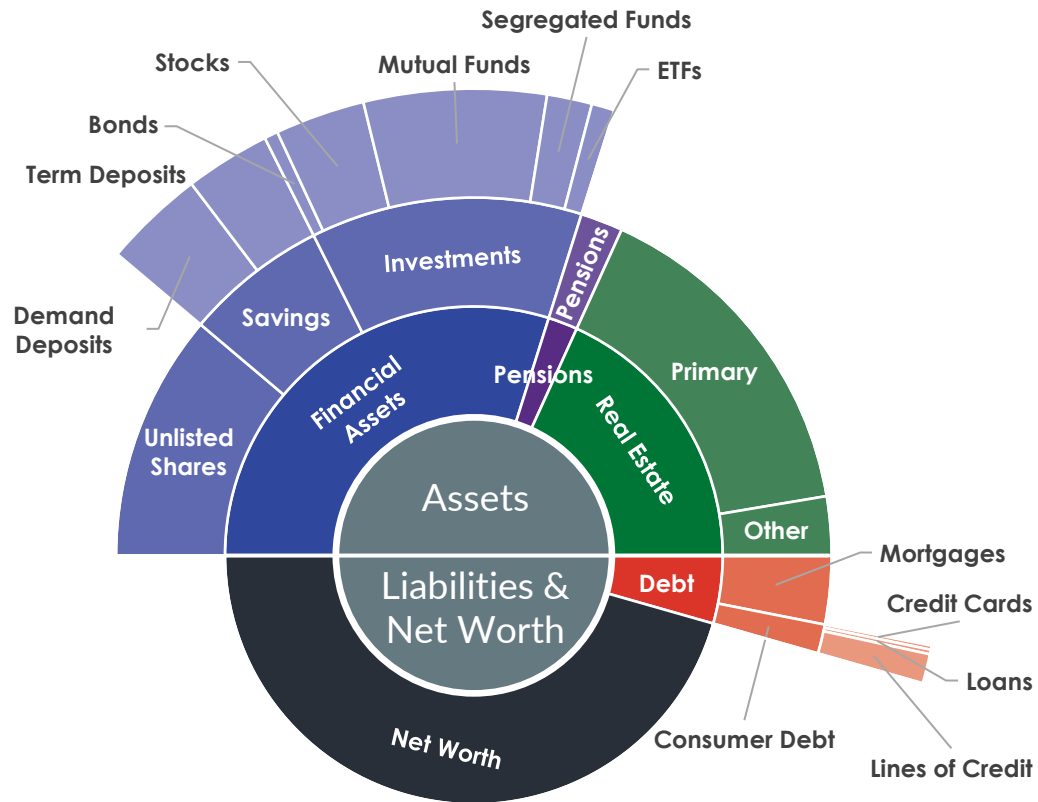 Segregated Funds
Stocks
Mutual Funds
ETFs
Bonds
Term Deposits
Demand
Deposits
Investments
Pensions
Savings
Primary
Financial
Assets
Pensions
Real Estate
Unlisted
Shares
Assets
Other
Liabilities &
Net Worth
Debt
Mortgages
Credit Cards
Loans
Consumer Debt
Lines of Credit
Net Worth